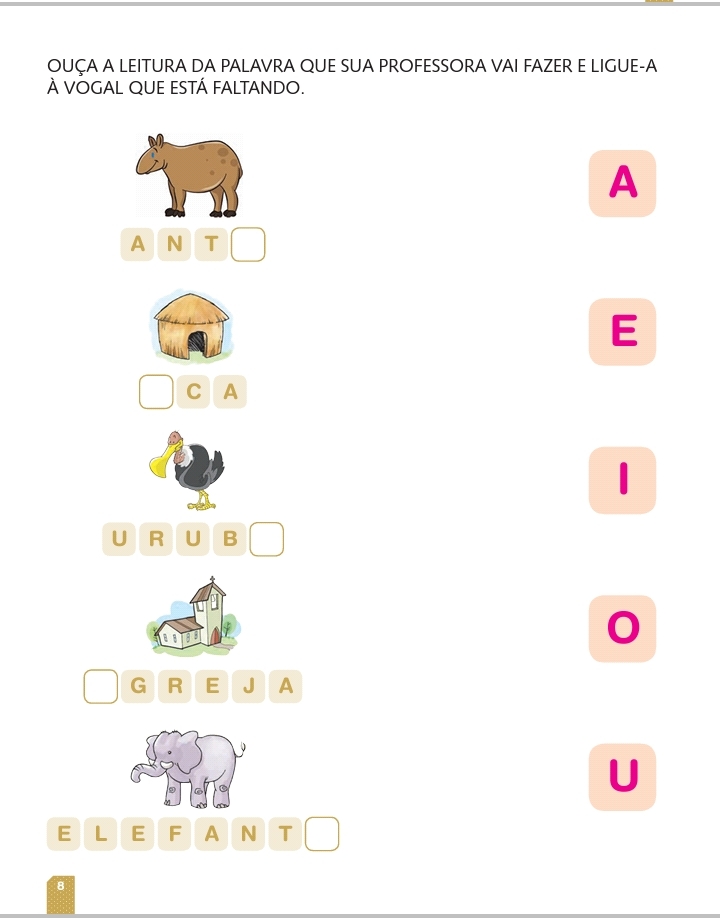 OUÇA A LEITURA DA PALAVRA QUE SUA PROFESSORA VAI FAZER E LIGUE-A
À VOGAL QUE ESTÁ FALTANDO.
A
A N T
E
C A
I
U R U B
O
G R E J A
U
E L E F A N T
8